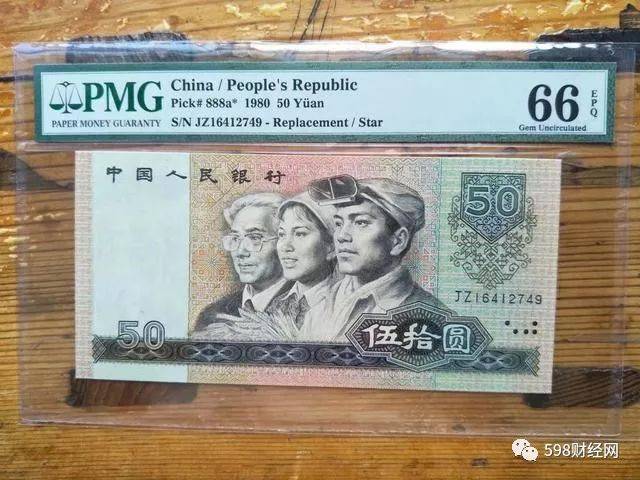 PMG
PAPER MONEY GUARANTY
China / People's Republic
Pick# 888a* 1980 50 Yüan
S/N JZ16412749 - Replacement / Star
66 EPQ
Gem Uncirculated
中国人民银行
50
JZ16412749
50
伍拾圆
598财经网